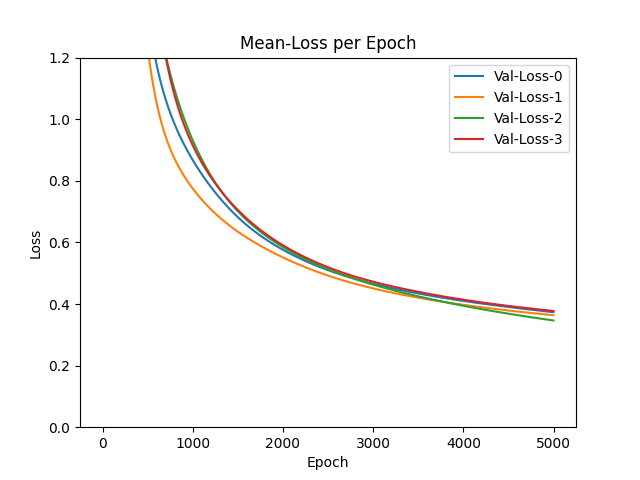 Mean-Loss per Epoch
1.2
1.0
0.8
0.6
0.4
0.2
0.0
Loss
Val-Loss-0
Val-Loss-1
Val-Loss-2
Val-Loss-3
0 1000 2000 3000 4000 5000
Epoch